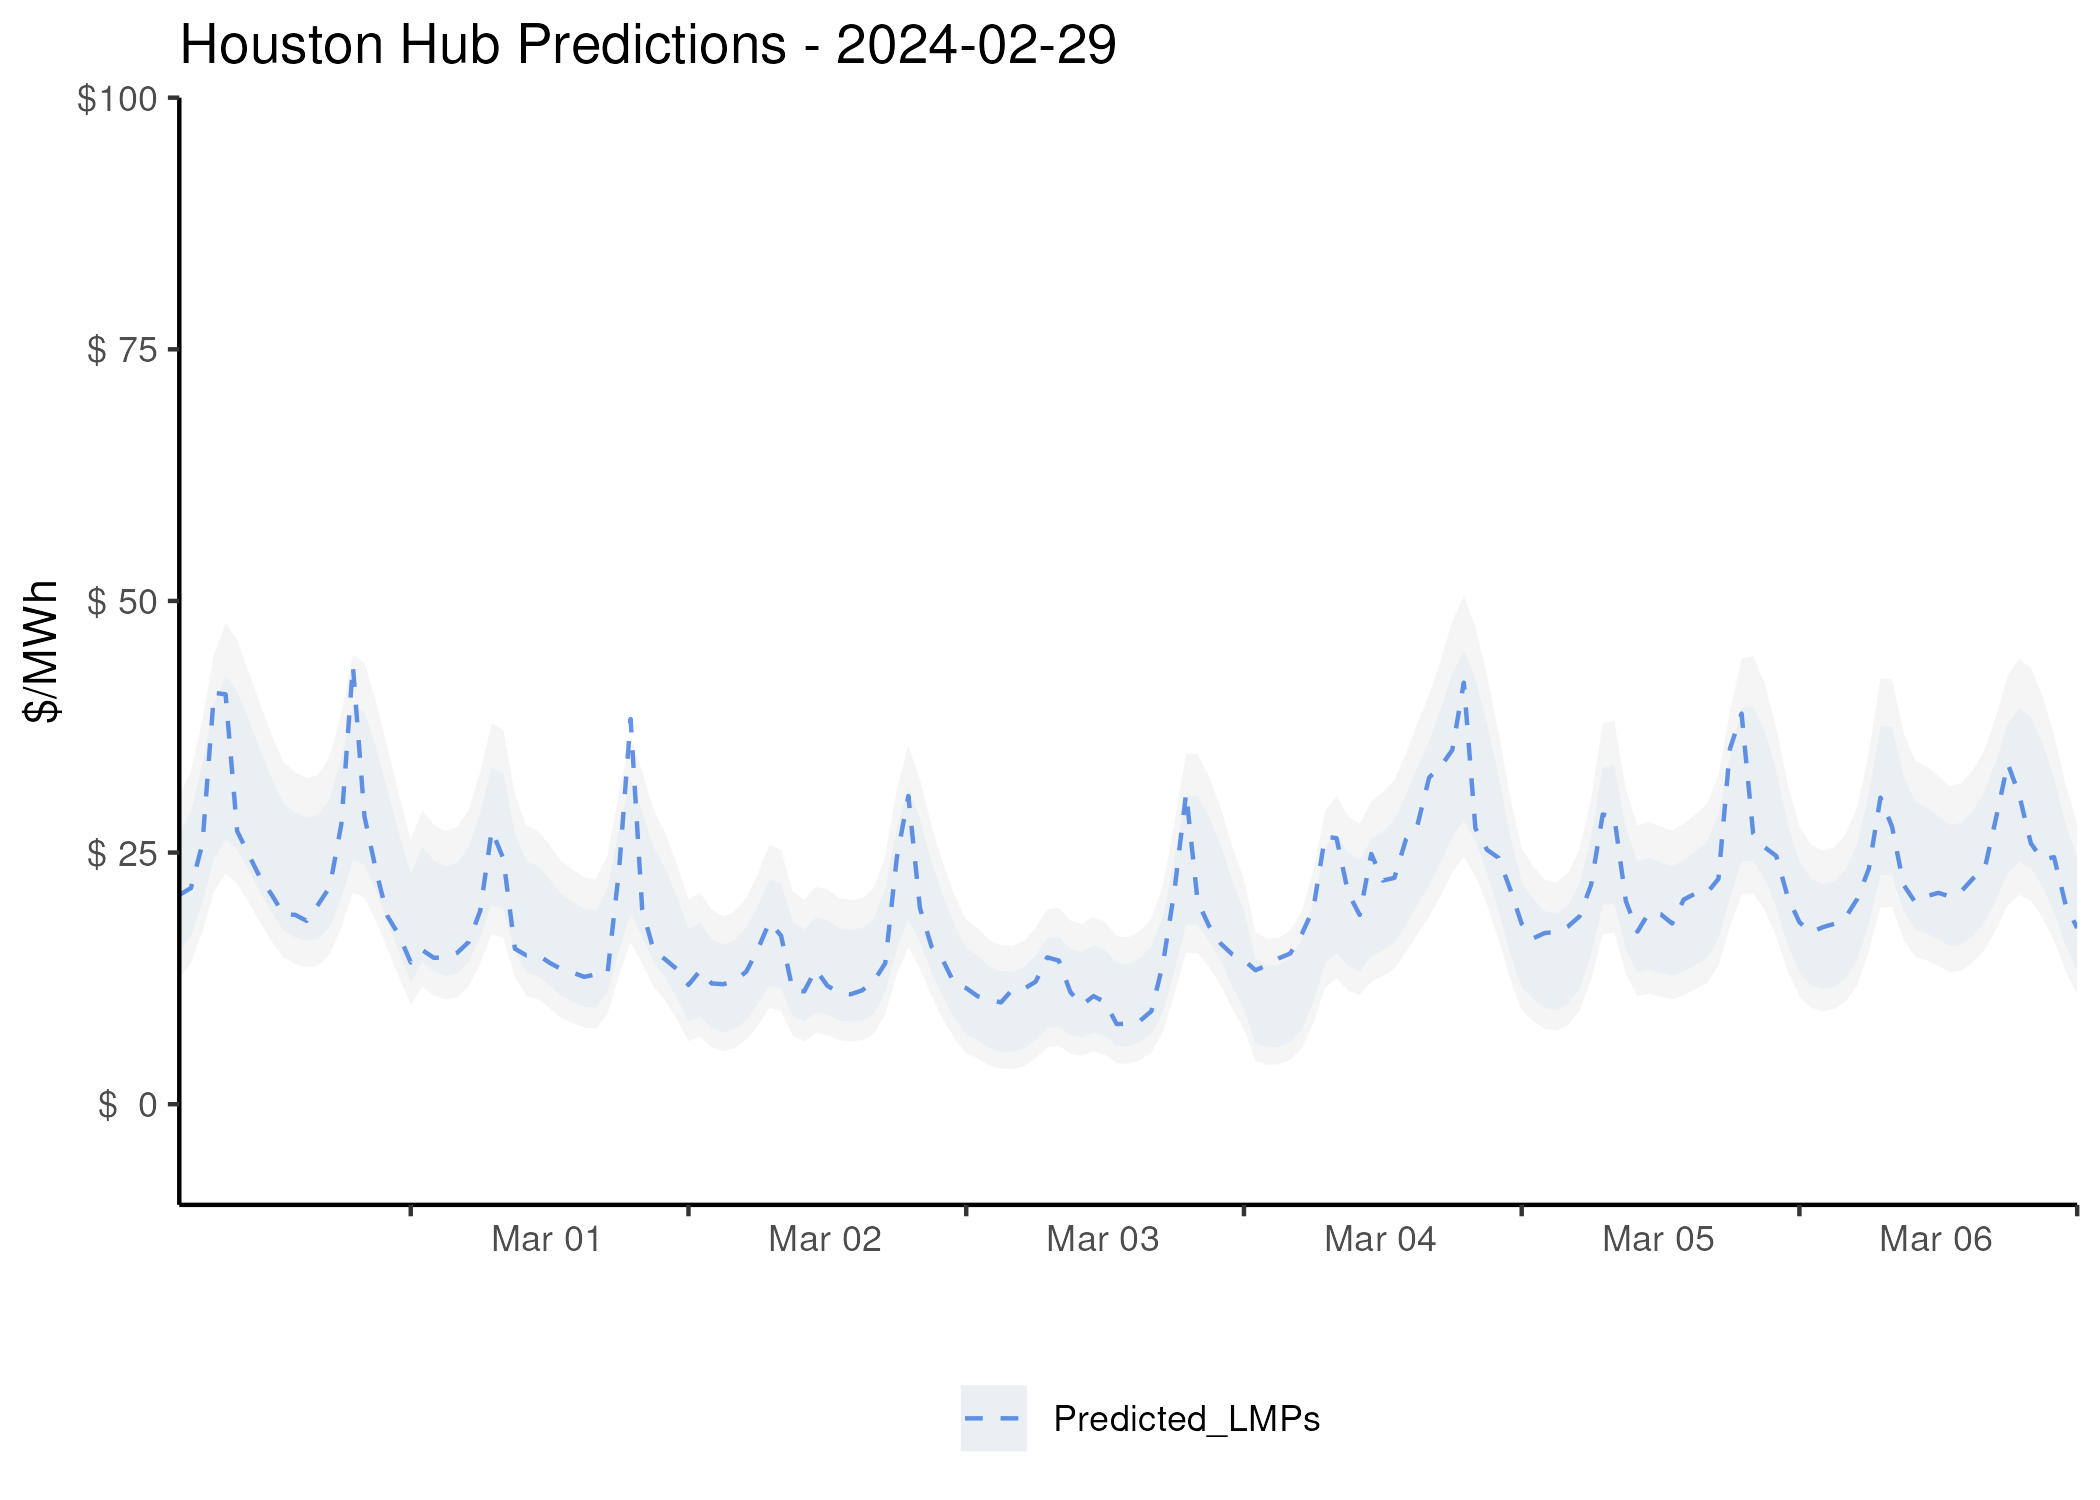 Houston Hub Predictions - 2024-02-29
$/MWh
$100
$ 75
$ 50
$ 25
$  0
Mar 01
Mar 02
Mar 03
Mar 04
Mar 05
Mar 06
Predicted_LMPs